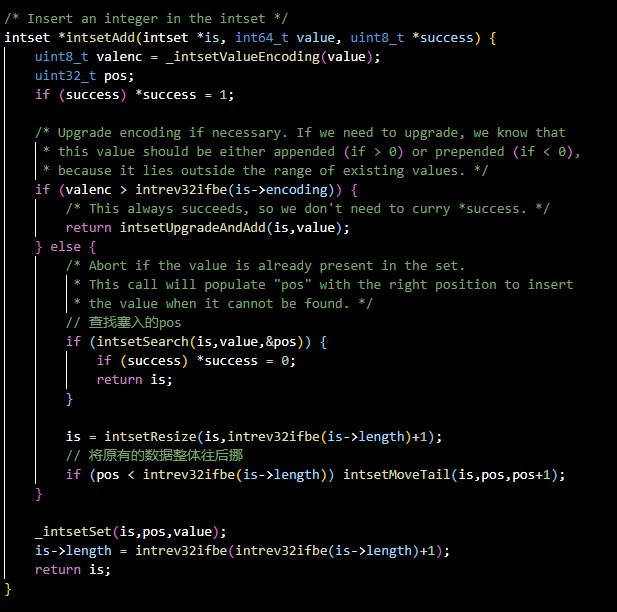 /* Insert an integer in the intset */
intset *intsetAdd(intset *is, int64_t value, uint8_t *success) {
    uint8_t valenc = _intsetValueEncoding(value);
    uint32_t pos;
    if (success) *success = 1;

    /* Upgrade encoding if necessary. If we need to upgrade, we know that
     * this value should be either appended (if > 0) or prepended (if < 0),
     * because it lies outside the range of existing values. */
    if (valenc > intrev32ifbe(is->encoding)) {
        /* This always succeeds, so we don't need to curry *success. */
        return intsetUpgradeAndAdd(is,value);
    } else {
        /* Abort if the value is already present in the set.
         * This call will populate "pos" with the right position to insert
         * the value when it cannot be found. */
        // 查找塞入的pos
        if (intsetSearch(is,value,&pos)) {
            if (success) *success = 0;
            return is;
        }

        is = intsetResize(is,intrev32ifbe(is->length)+1);
        // 将原有的数据整体往后挪
        if (pos < intrev32ifbe(is->length)) intsetMoveTail(is,pos,pos+1);
    }

    _intsetSet(is,pos,value);
    is->length = intrev32ifbe(intrev32ifbe(is->length)+1);
    return is;
}